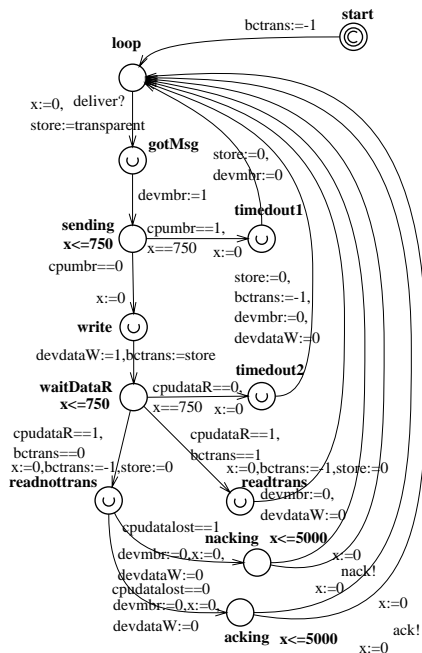 start
bctrans:=-1
loop
x:=0, deliver?
store:=transparent
gotMsg
store:=0,
devmbr:=0
devmbr:=1
timedout1
sending
x<=750
cpumbr==1,
x==750
x:=0
cpumbr==0
store:=0,
bctrans:=-1,
devmbr:=0,
devdataW:=0
x:=0
write
devdataW:=1,bctrans:=store
timedout2
waitDataR
x<=750
cpudataR==0,
x==750
x:=0
cpudataR==1,
bctrans==0
x:=0,bctrans:=-1,store:=0
readnottrans
cpudataR==1,
bctrans==1
x:=0,bctrans:=-1,store:=0
readtrans
devmbr:=0,
devdataW:=0
cpudatalost==1
nacking x<=5000
devmbr:=0,x:=0,
devdataW:=0
x:=0
nack!
x:=0
cpudatalost==0
devmbr:=0,x:=0,
devdataW:=0
acking x<=5000
x:=0
ack!
x:=0